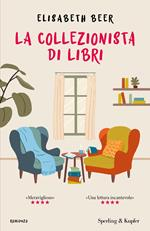 ELISABETH BEER
LA COLLEZIONISTA
DI LIBRI
«Meraviglioso»
★★★★
«Una lettura incantevole»
★★★★
ROMANZO
Sperling & Kupfer